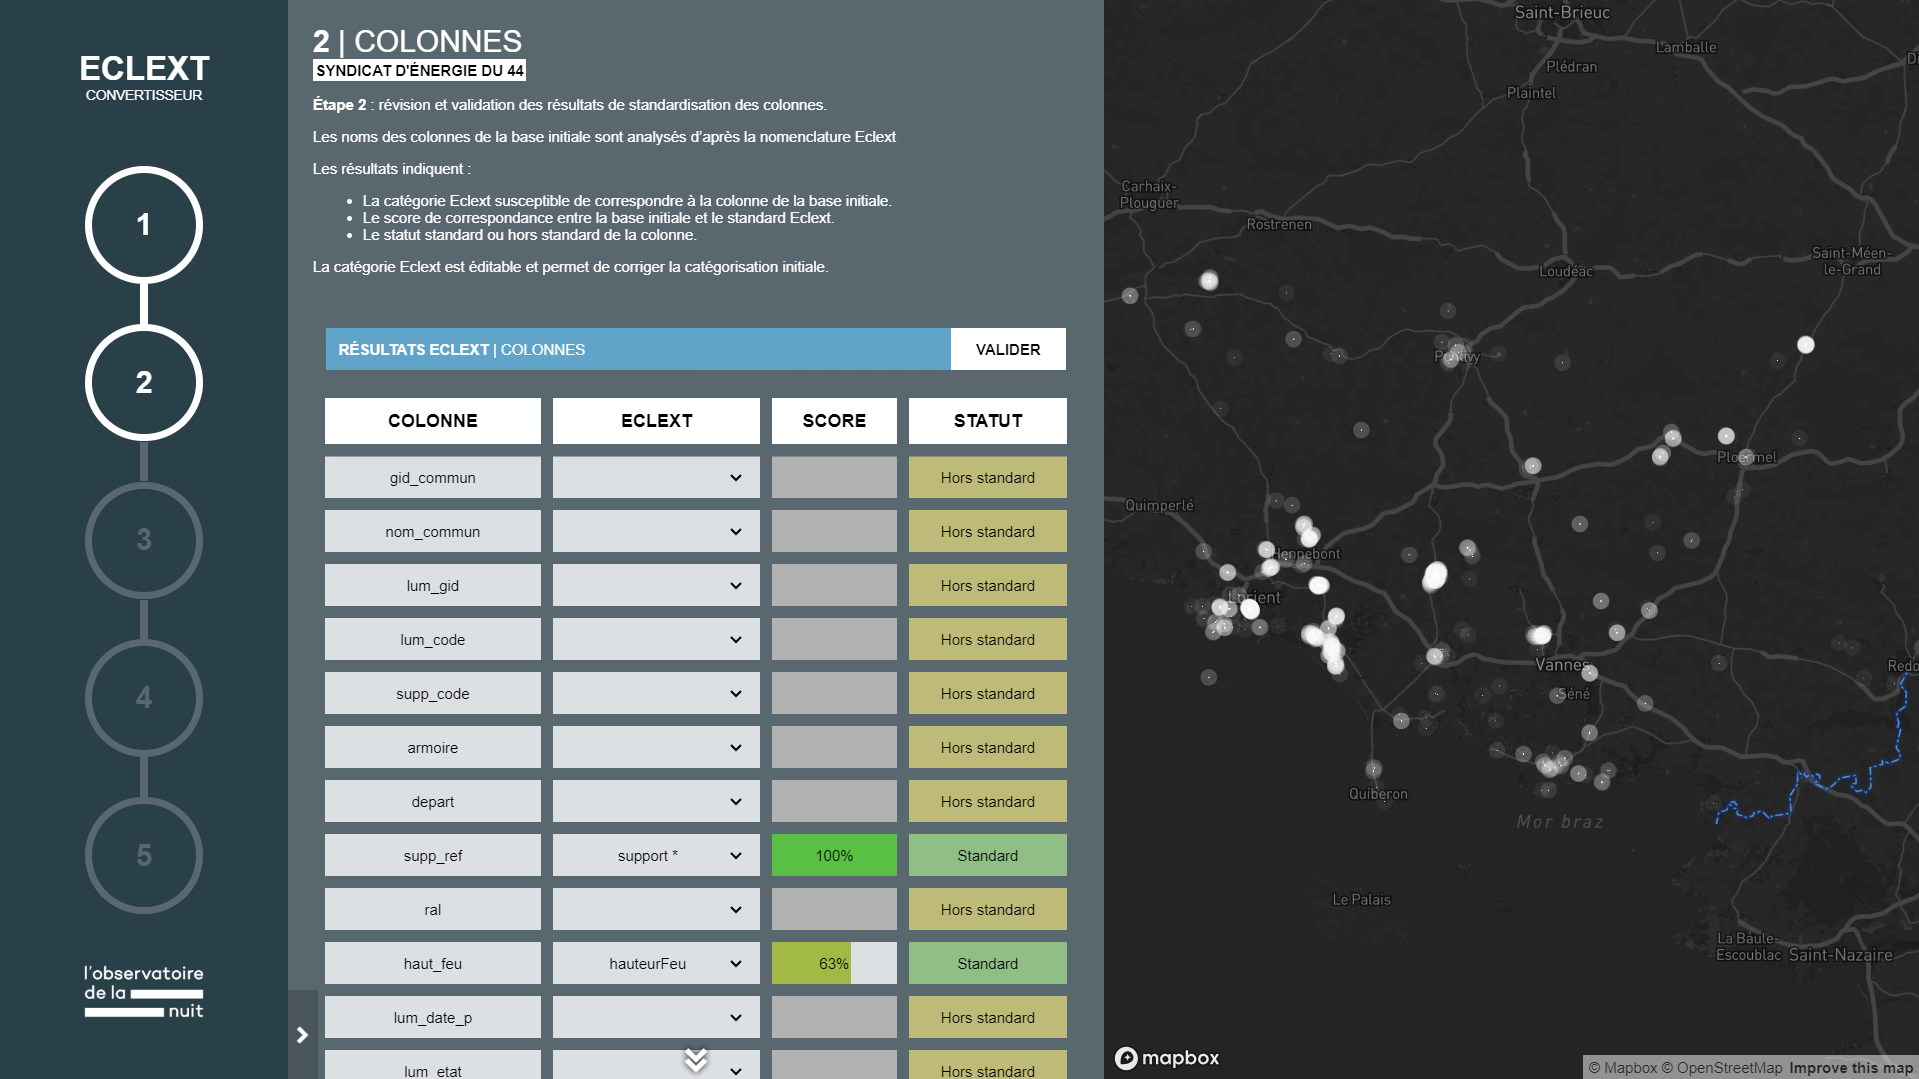 ECLEXT
CONVERTISSEUR
1
2
3
4
5
l'observatoire
de la
nuit
2 | COLONNES
SYNDICAT D'ÉNERGIE DU 44
Étape 2 : révision et validation des résultats de standardisation des colonnes.
Les noms des colonnes de la base initiale sont analysés d'après la nomenclature Eclext
Les résultats indiquent :
• La catégorie Eclext susceptible de correspondre à la colonne de la base initiale.
• Le score de correspondance entre la base initiale et le standard Eclext.
• Le statut standard ou hors standard de la colonne.
La catégorie Eclext est éditable et permet de corriger la catégorisation initiale.
RÉSULTATS ECLEXT | COLONNES VALIDER
COLONNE ECLEXT SCORE STATUT
gid_commun Hors standard
nom_commun Hors standard
lum_gid Hors standard
lum_code Hors standard
supp_code Hors standard
armoire Hors standard
depart Hors standard
supp_ref support * 100% Standard
ral Hors standard
haut_feu hauteurFeu 63% Standard
lum_date_p Hors standard
lum_etat Hors standard
Saint-Brieuc
Lamballe
Plédran
Plaintel
Carhaix-
Plouguer
Rostrenen
Saint-Méen-
le-Grand
Loudéac
Pontivy
Ploërmel
Quimperlé
Hennebont
Lorient
Vannes
Séné
Redo
Quiberon
Mor braz
Le Palais
La Baule-
Escoublac
Saint-Nazaire
mapbox
© Mapbox © OpenStreetMap Improve this map